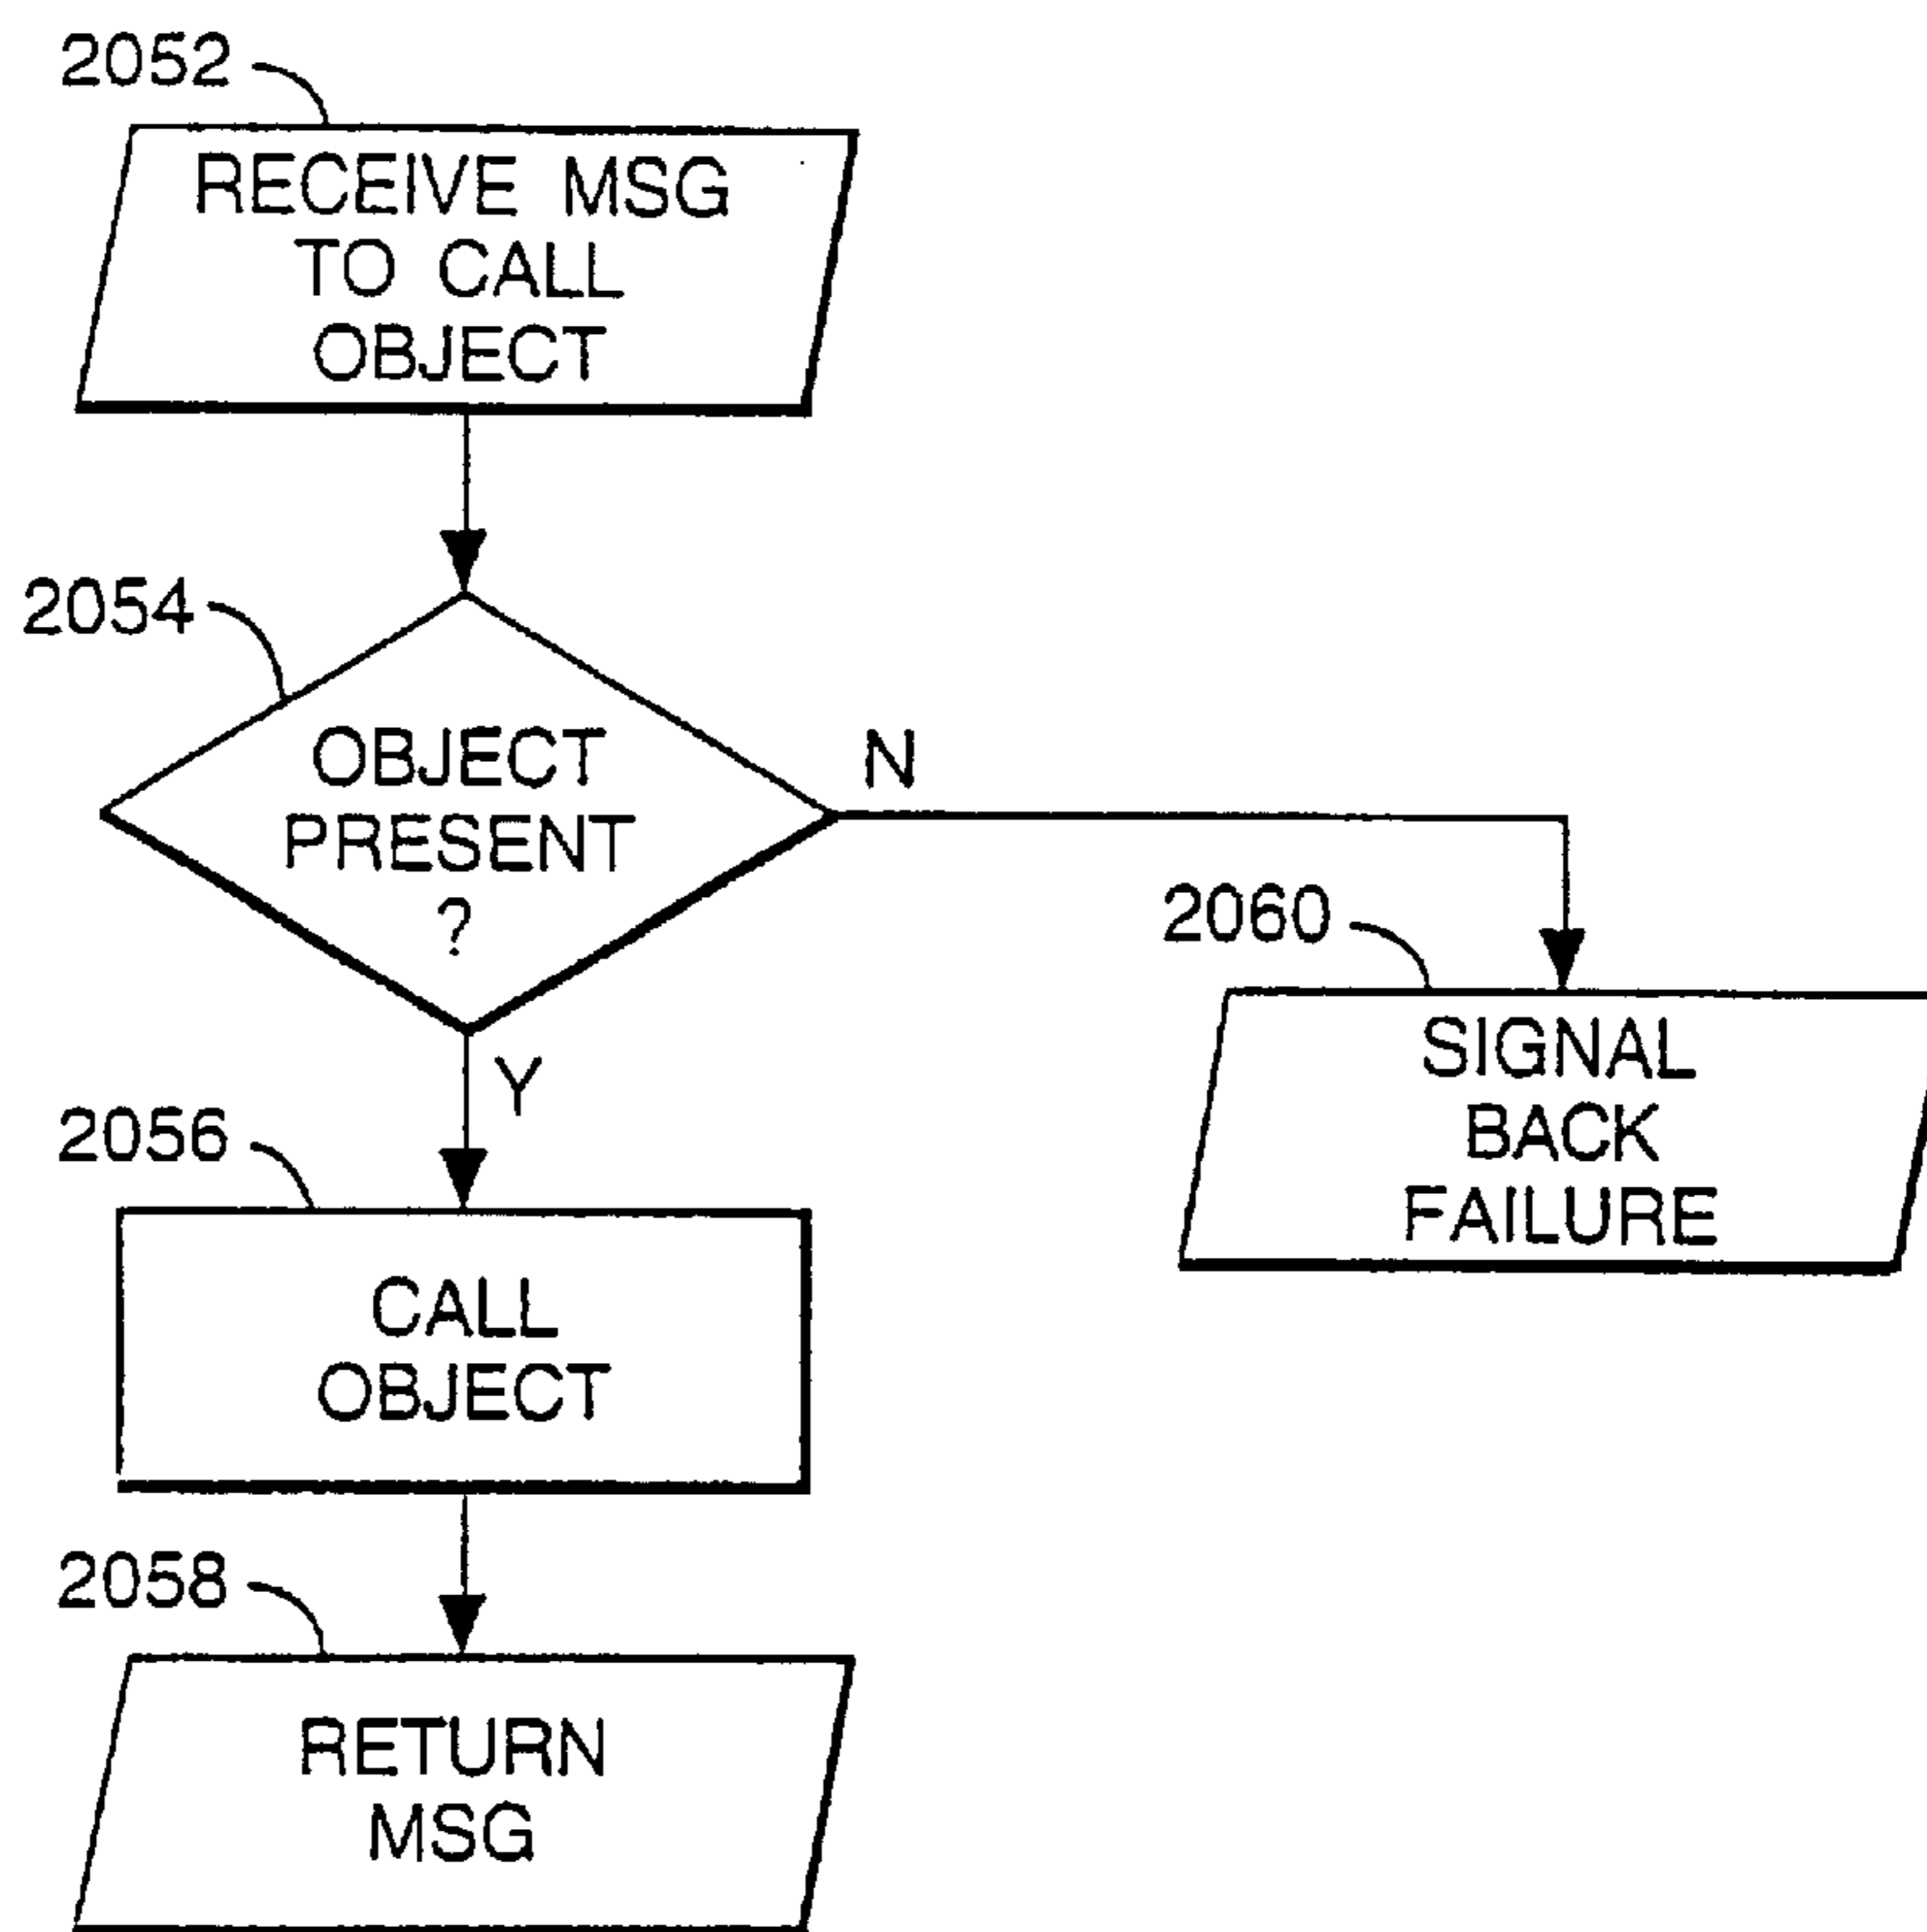 2052
RECEIVE MSG
TO CALL
OBJECT
2054
OBJECT
PRESENT
?
N
Y
2060
SIGNAL
BACK
FAILURE
2056
CALL
OBJECT
2058
RETURN
MSG